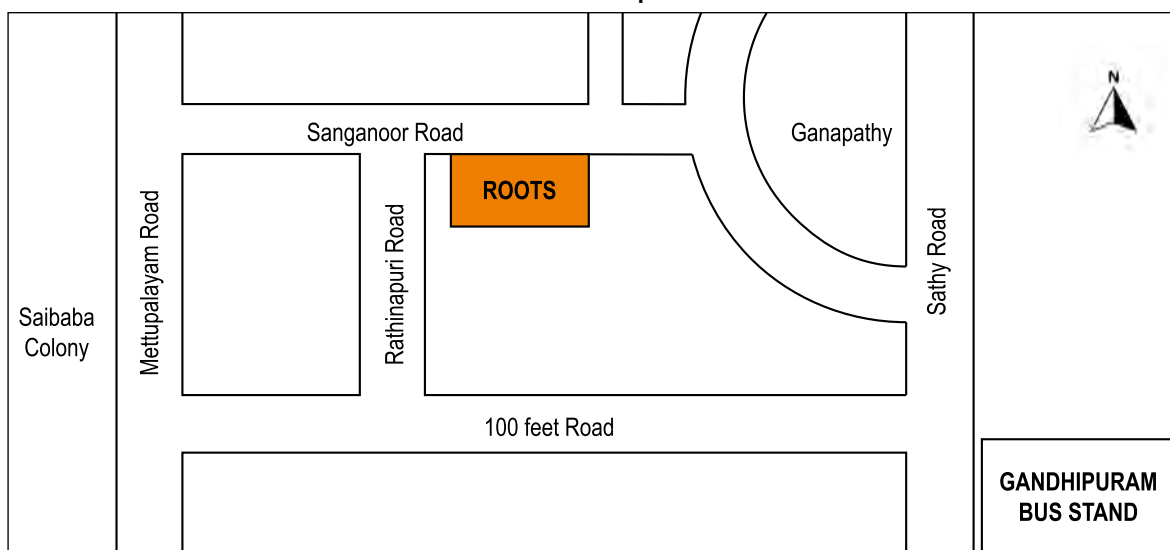 N
Sanganoor Road
Ganapathy
ROOTS
Mettupalayam Road
Rathinapuri Road
Sathy Road
Saibaba
Colony
100 feet Road
GANDHIPURAM
BUS STAND